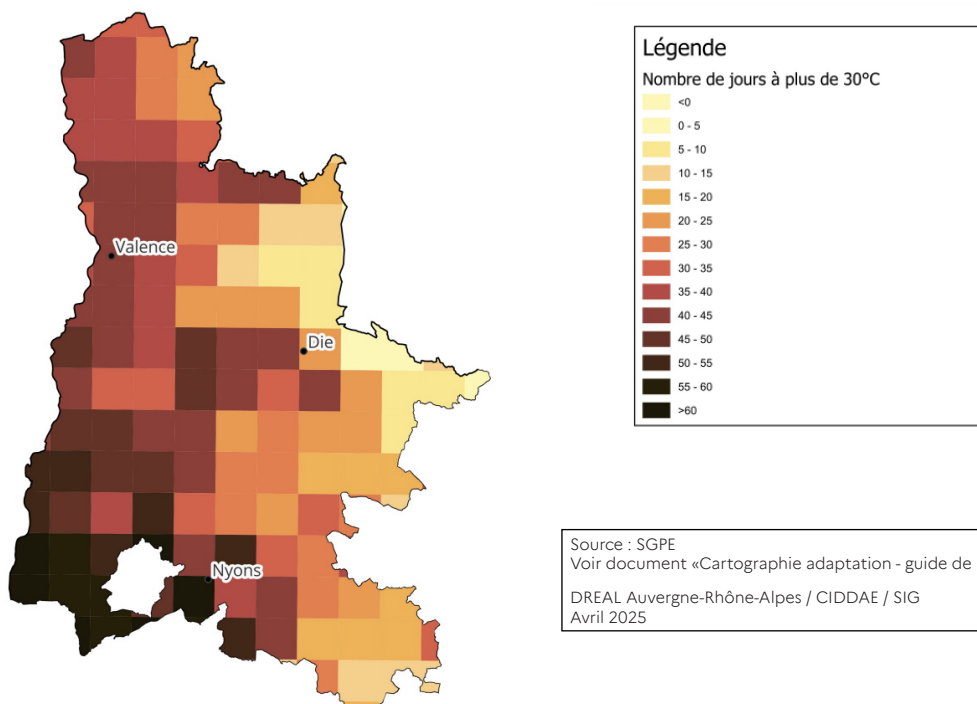 Valence
Die
Nyons
Légende
Nombre de jours à plus de 30°C
<0
0 - 5
5 - 10
10 - 15
15 - 20
20 - 25
25 - 30
30 - 35
35 - 40
40 - 45
45 - 50
50 - 55
55 - 60
>60
Source : SGPE
Voir document «Cartographie adaptation - guide de
DREAL Auvergne-Rhône-Alpes / CIDDAE / SIG
Avril 2025